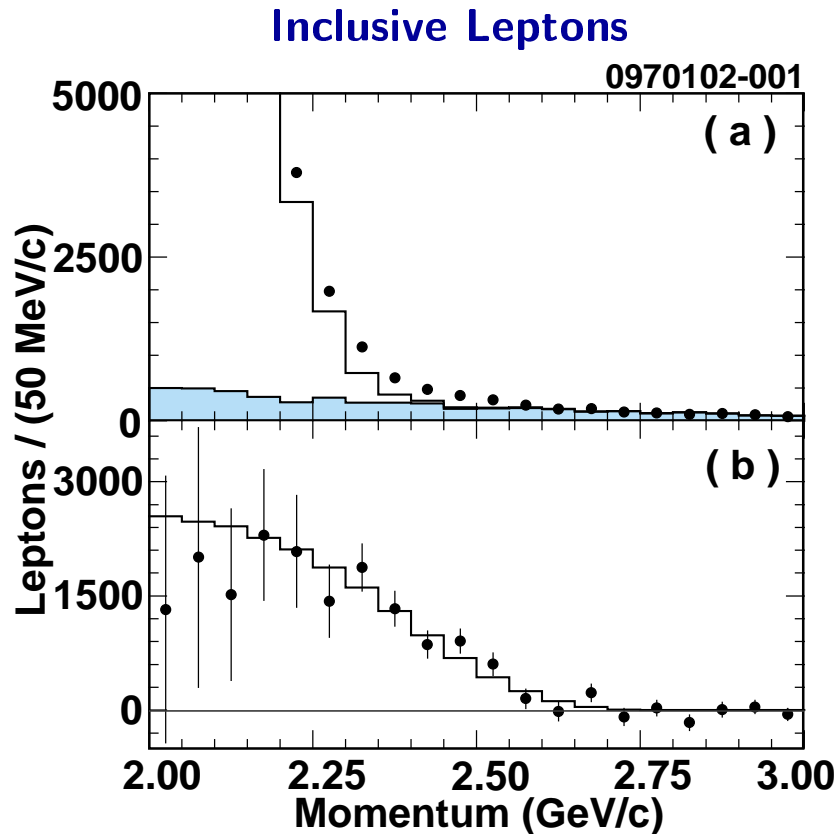 Inclusive Leptons
0970102-001
( a )
5000
2500
0
Leptons / (50 MeV/c)
( b )
3000
1500
0
2.00 2.25 2.50 2.75 3.00
Momentum (GeV/c)